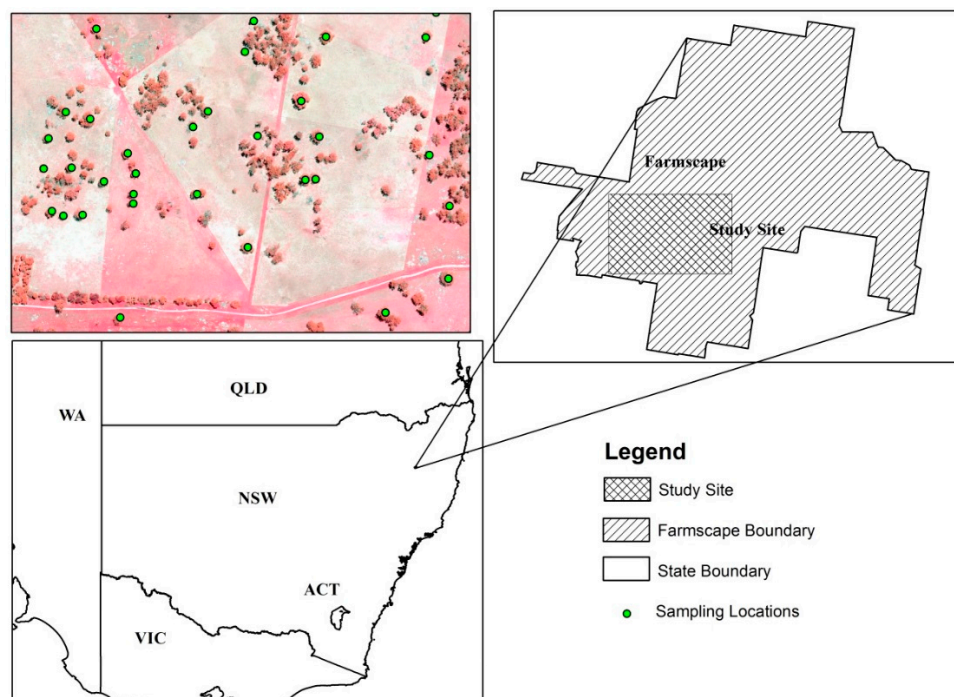 Farmscape
Study Site
QLD
WA
NSW
ACT
VIC
Legend
Study Site
Farmscape Boundary
State Boundary
Sampling Locations